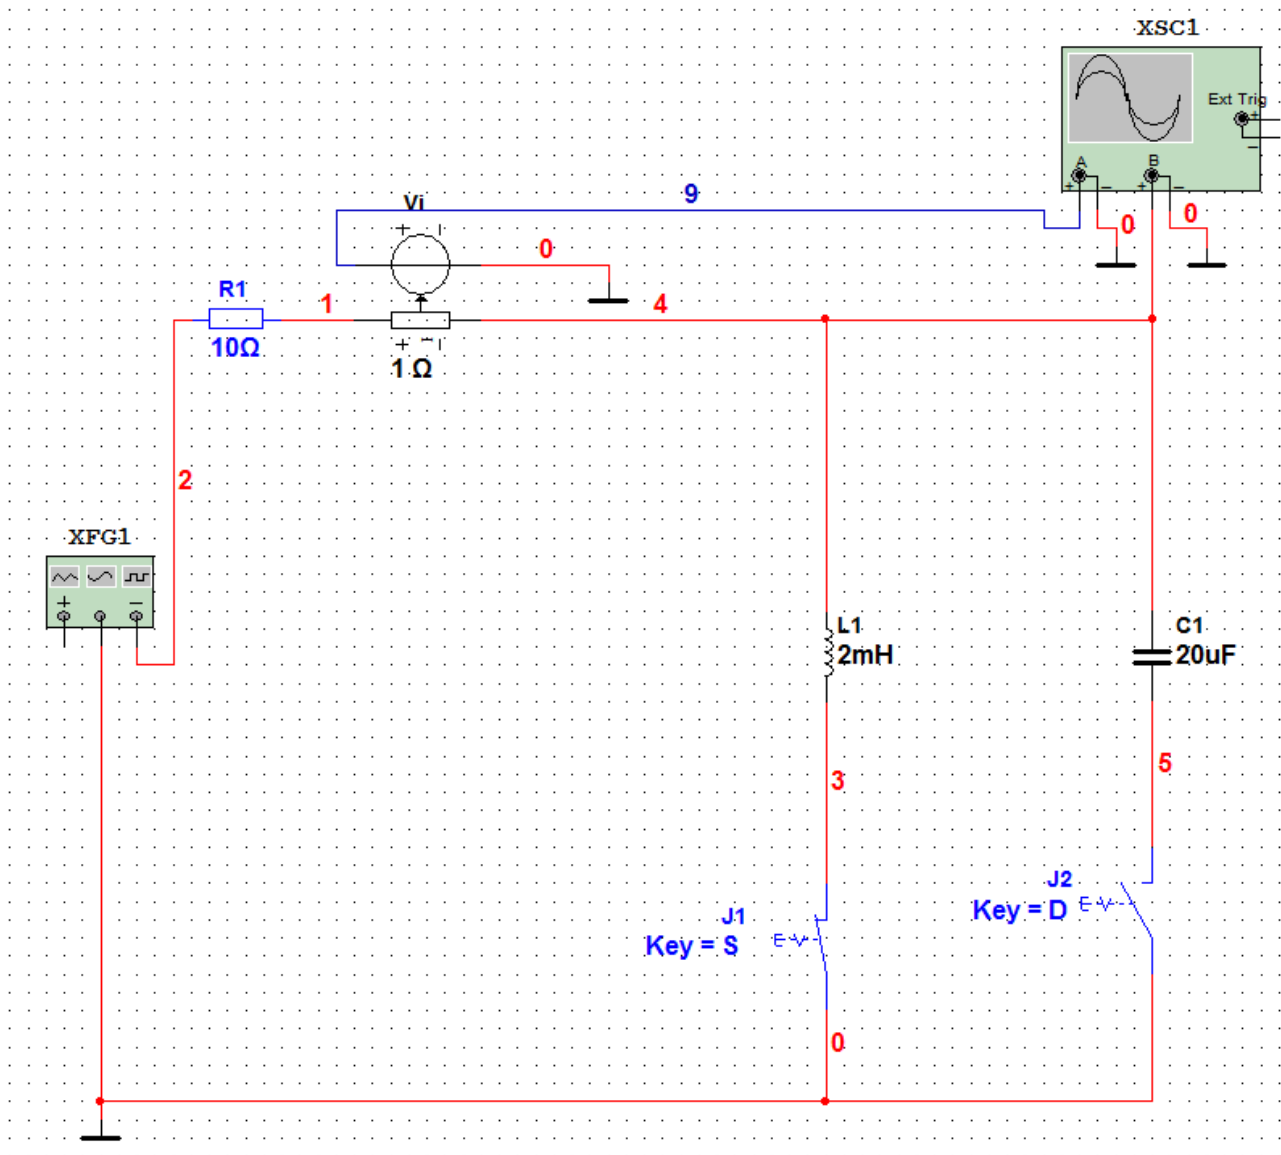 XSC1
Ext Trig
+
−
A
B
+ − + −
9
0
0
Vi
+ −
0
R1
1
4
10Ω
+ −
1 Ω
2
XFG1
+ −
L1
2mH
C1
20uF
3
5
J2
Key = D
J1
Key = S
0